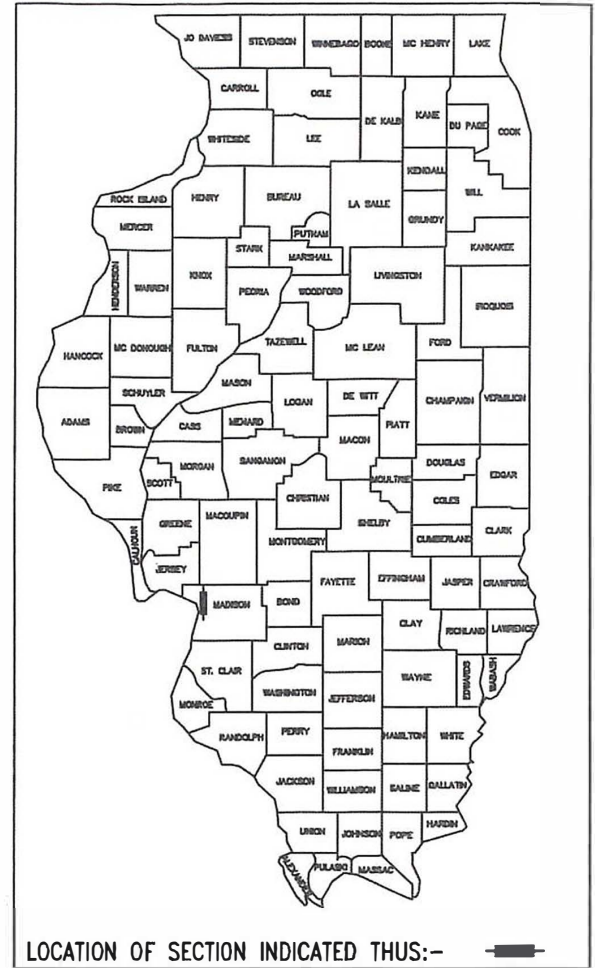 JO DAVIESS
STEVENSON
WINNEBAGO
BOONE
MC HENRY
LAKE
CARROLL
OGLE
DE KALB
KANE
DU PAGE
COOK
WHITESIDE
LEE
KENDALL
WILL
ROCK ISLAND
HENRY
BUREAU
LA SALLE
GRUNDY
MERCER
PUTNAM
STARK
MARSHALL
KANKAKEE
HENDERSON
WARREN
KNOX
PEORIA
WOODFORD
LIVINGSTON
IROQUOIS
HANCOCK
MC DONOUGH
FULTON
TAZEWELL
MC LEAN
FORD
SCHUYLER
MASON
LOGAN
DE WITT
CHAMPAIGN
VERMILION
ADAMS
BROWN
CASS
MENARD
MACON
PIATT
PIKE
SCOTT
MORGAN
SANGAMON
CHRISTIAN
MOULTRIE
DOUGLAS
EDGAR
COLES
CALHOUN
GREENE
MACOUPIN
MONTGOMERY
SHELBY
CUMBERLAND
CLARK
JERSEY
FAYETTE
EFFINGHAM
JASPER
CRAWFORD
MADISON
BOND
CLAY
RICHLAND
LAWRENCE
CLINTON
MARION
ST. CLAIR
WAYNE
EDWARDS
WABASH
MONROE
WASHINGTON
JEFFERSON
RANDOLPH
PERRY
HAMILTON
WHITE
FRANKLIN
JACKSON
WILLIAMSON
SALINE
GALLATIN
UNION
JOHNSON
POPE
HARDIN
ALEXANDER
PULASKI
MASSAC
LOCATION OF SECTION INDICATED THUS:-